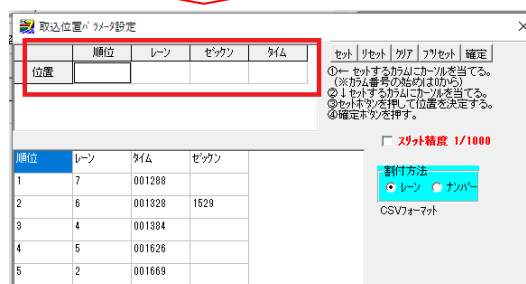 取込位置ﾊﾟﾗﾒｰﾀ設定
順位 ﾚｰﾝ ｾﾞｯｹﾝ ﾀｲﾑ
位置
ｾｯﾄ ﾘｾｯﾄ ｸﾘｱ ﾌﾟﾘｾｯﾄ 確定
①← ｾｯﾄするｶﾗﾑにｶｰｿﾙを当てる。
(※ｶﾗﾑ番号の始めは0から)
②↓ｾｯﾄするｶﾗﾑにｶｰｿﾙを当てる。
③ｾｯﾄﾎﾞﾀﾝを押して位置を決定する。
④確定ﾎﾞﾀﾝを押す。
ｽﾘｯﾄ精度 1/1000
割付方法
ﾚｰﾝ ﾅﾝﾊﾞｰ
CSVﾌｫｰﾏｯﾄ
順位 ﾚｰﾝ ﾀｲﾑ ｾﾞｯｹﾝ
1 7 001288
2 6 001328 1529
3 4 001384
4 5 001626
5 2 001669